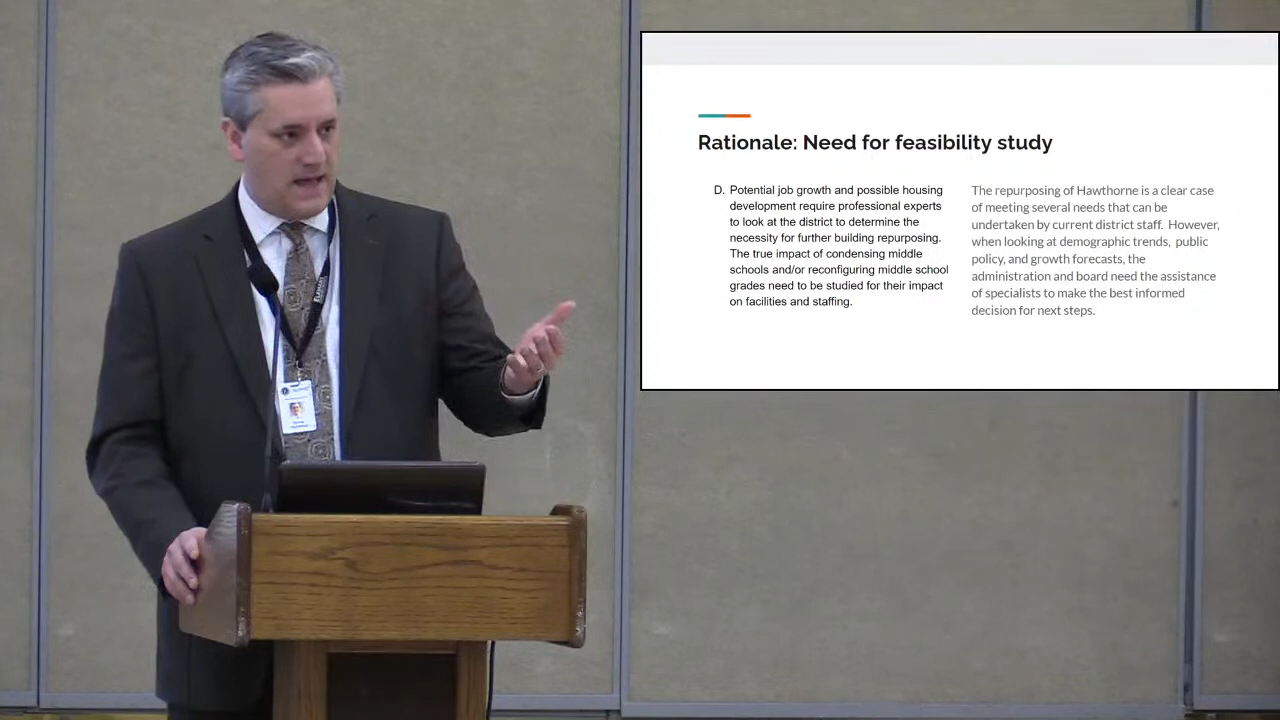 Rationale: Need for feasibility study
D. Potential job growth and possible housing
development require professional experts
to look at the district to determine the
necessity for further building repurposing.
The true impact of condensing middle
schools and/or reconfiguring middle school
grades need to be studied for their impact
on facilities and staffing.
The repurposing of Hawthorne is a clear case
of meeting several needs that can be
undertaken by current district staff.  However,
when looking at demographic trends,  public
policy, and growth forecasts, the
administration and board need the assistance
of specialists to make the best informed
decision for next steps.